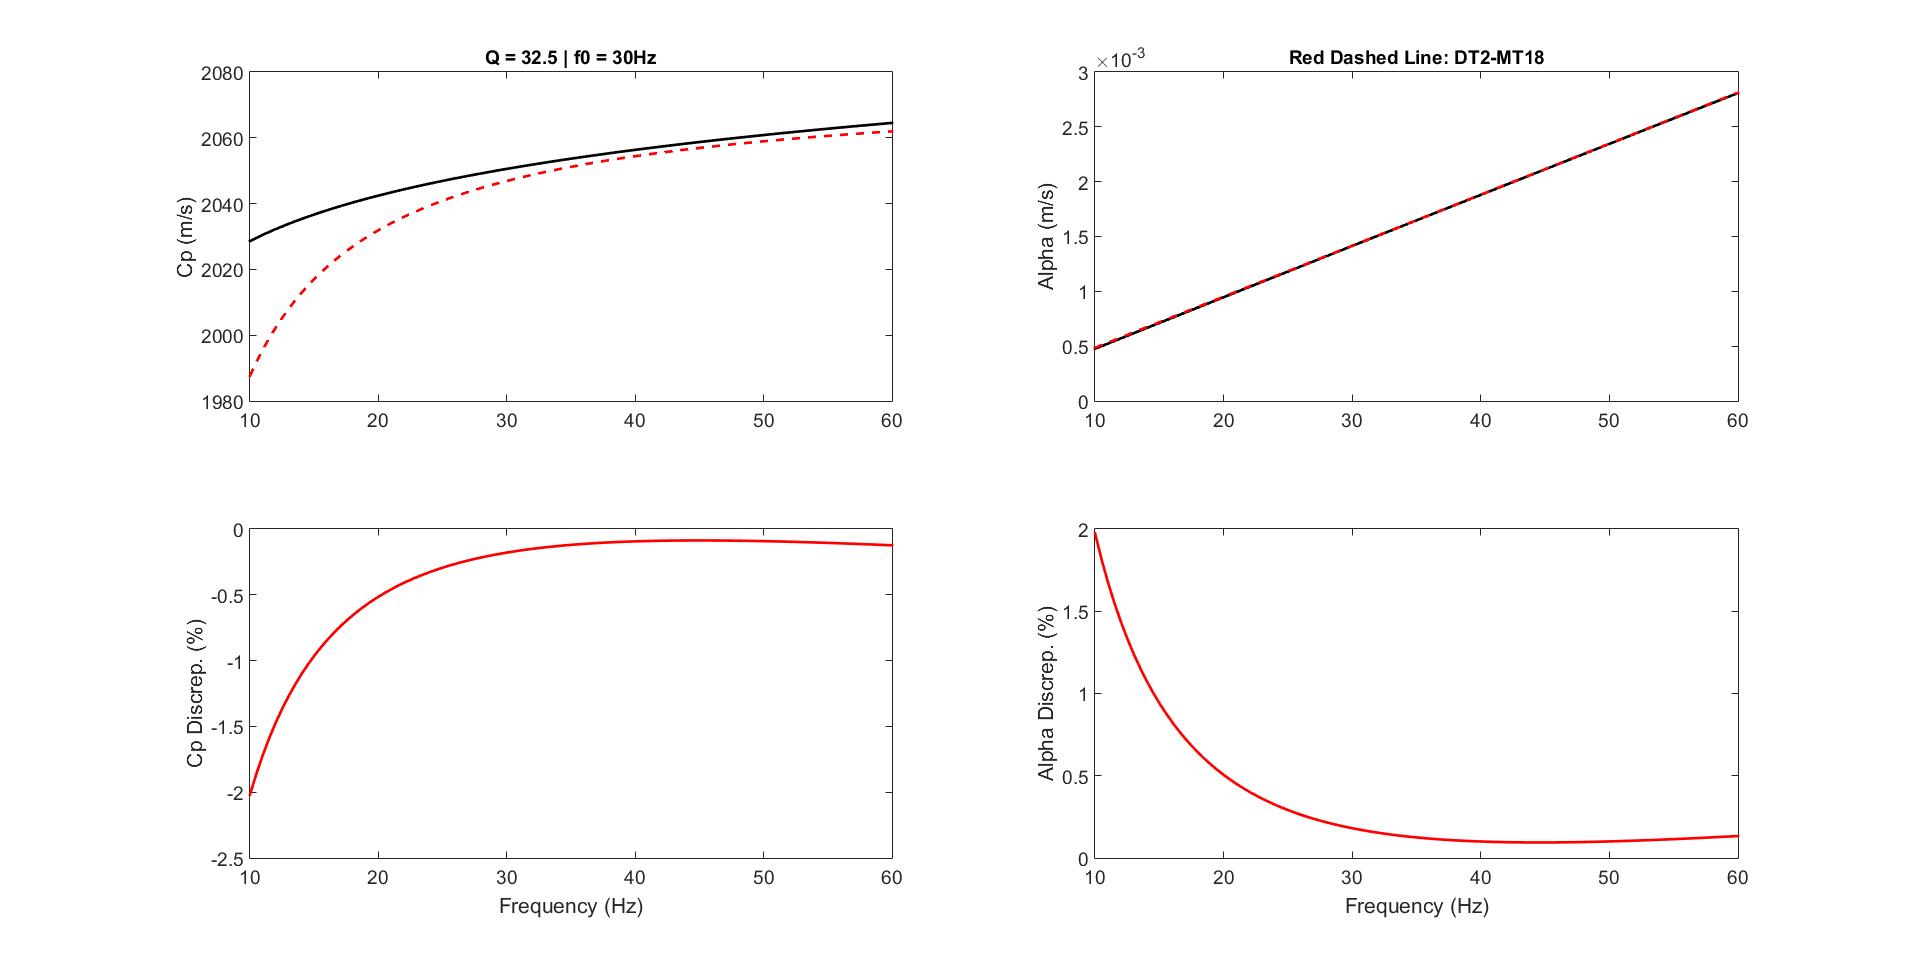 Q = 32.5 | f0 = 30Hz
2080
2060
2040
2020
2000
1980
Cp (m/s)
10 20 30 40 50 60
Red Dashed Line: DT2-MT18
×10-3
3
2.5
2
1.5
1
0.5
0
Alpha (m/s)
10 20 30 40 50 60
0
-0.5
-1
-1.5
-2
-2.5
Cp Discrep. (%)
10 20 30 40 50 60
Frequency (Hz)
2
1.5
1
0.5
0
Alpha Discrep. (%)
10 20 30 40 50 60
Frequency (Hz)